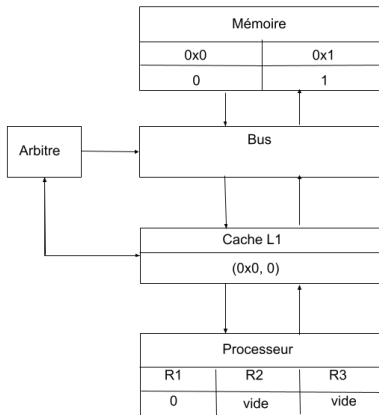 Mémoire
0x0 0x1
0 1
Arbitre
Bus
Cache L1
(0x0, 0)
Processeur
R1 R2 R3
0 vide vide